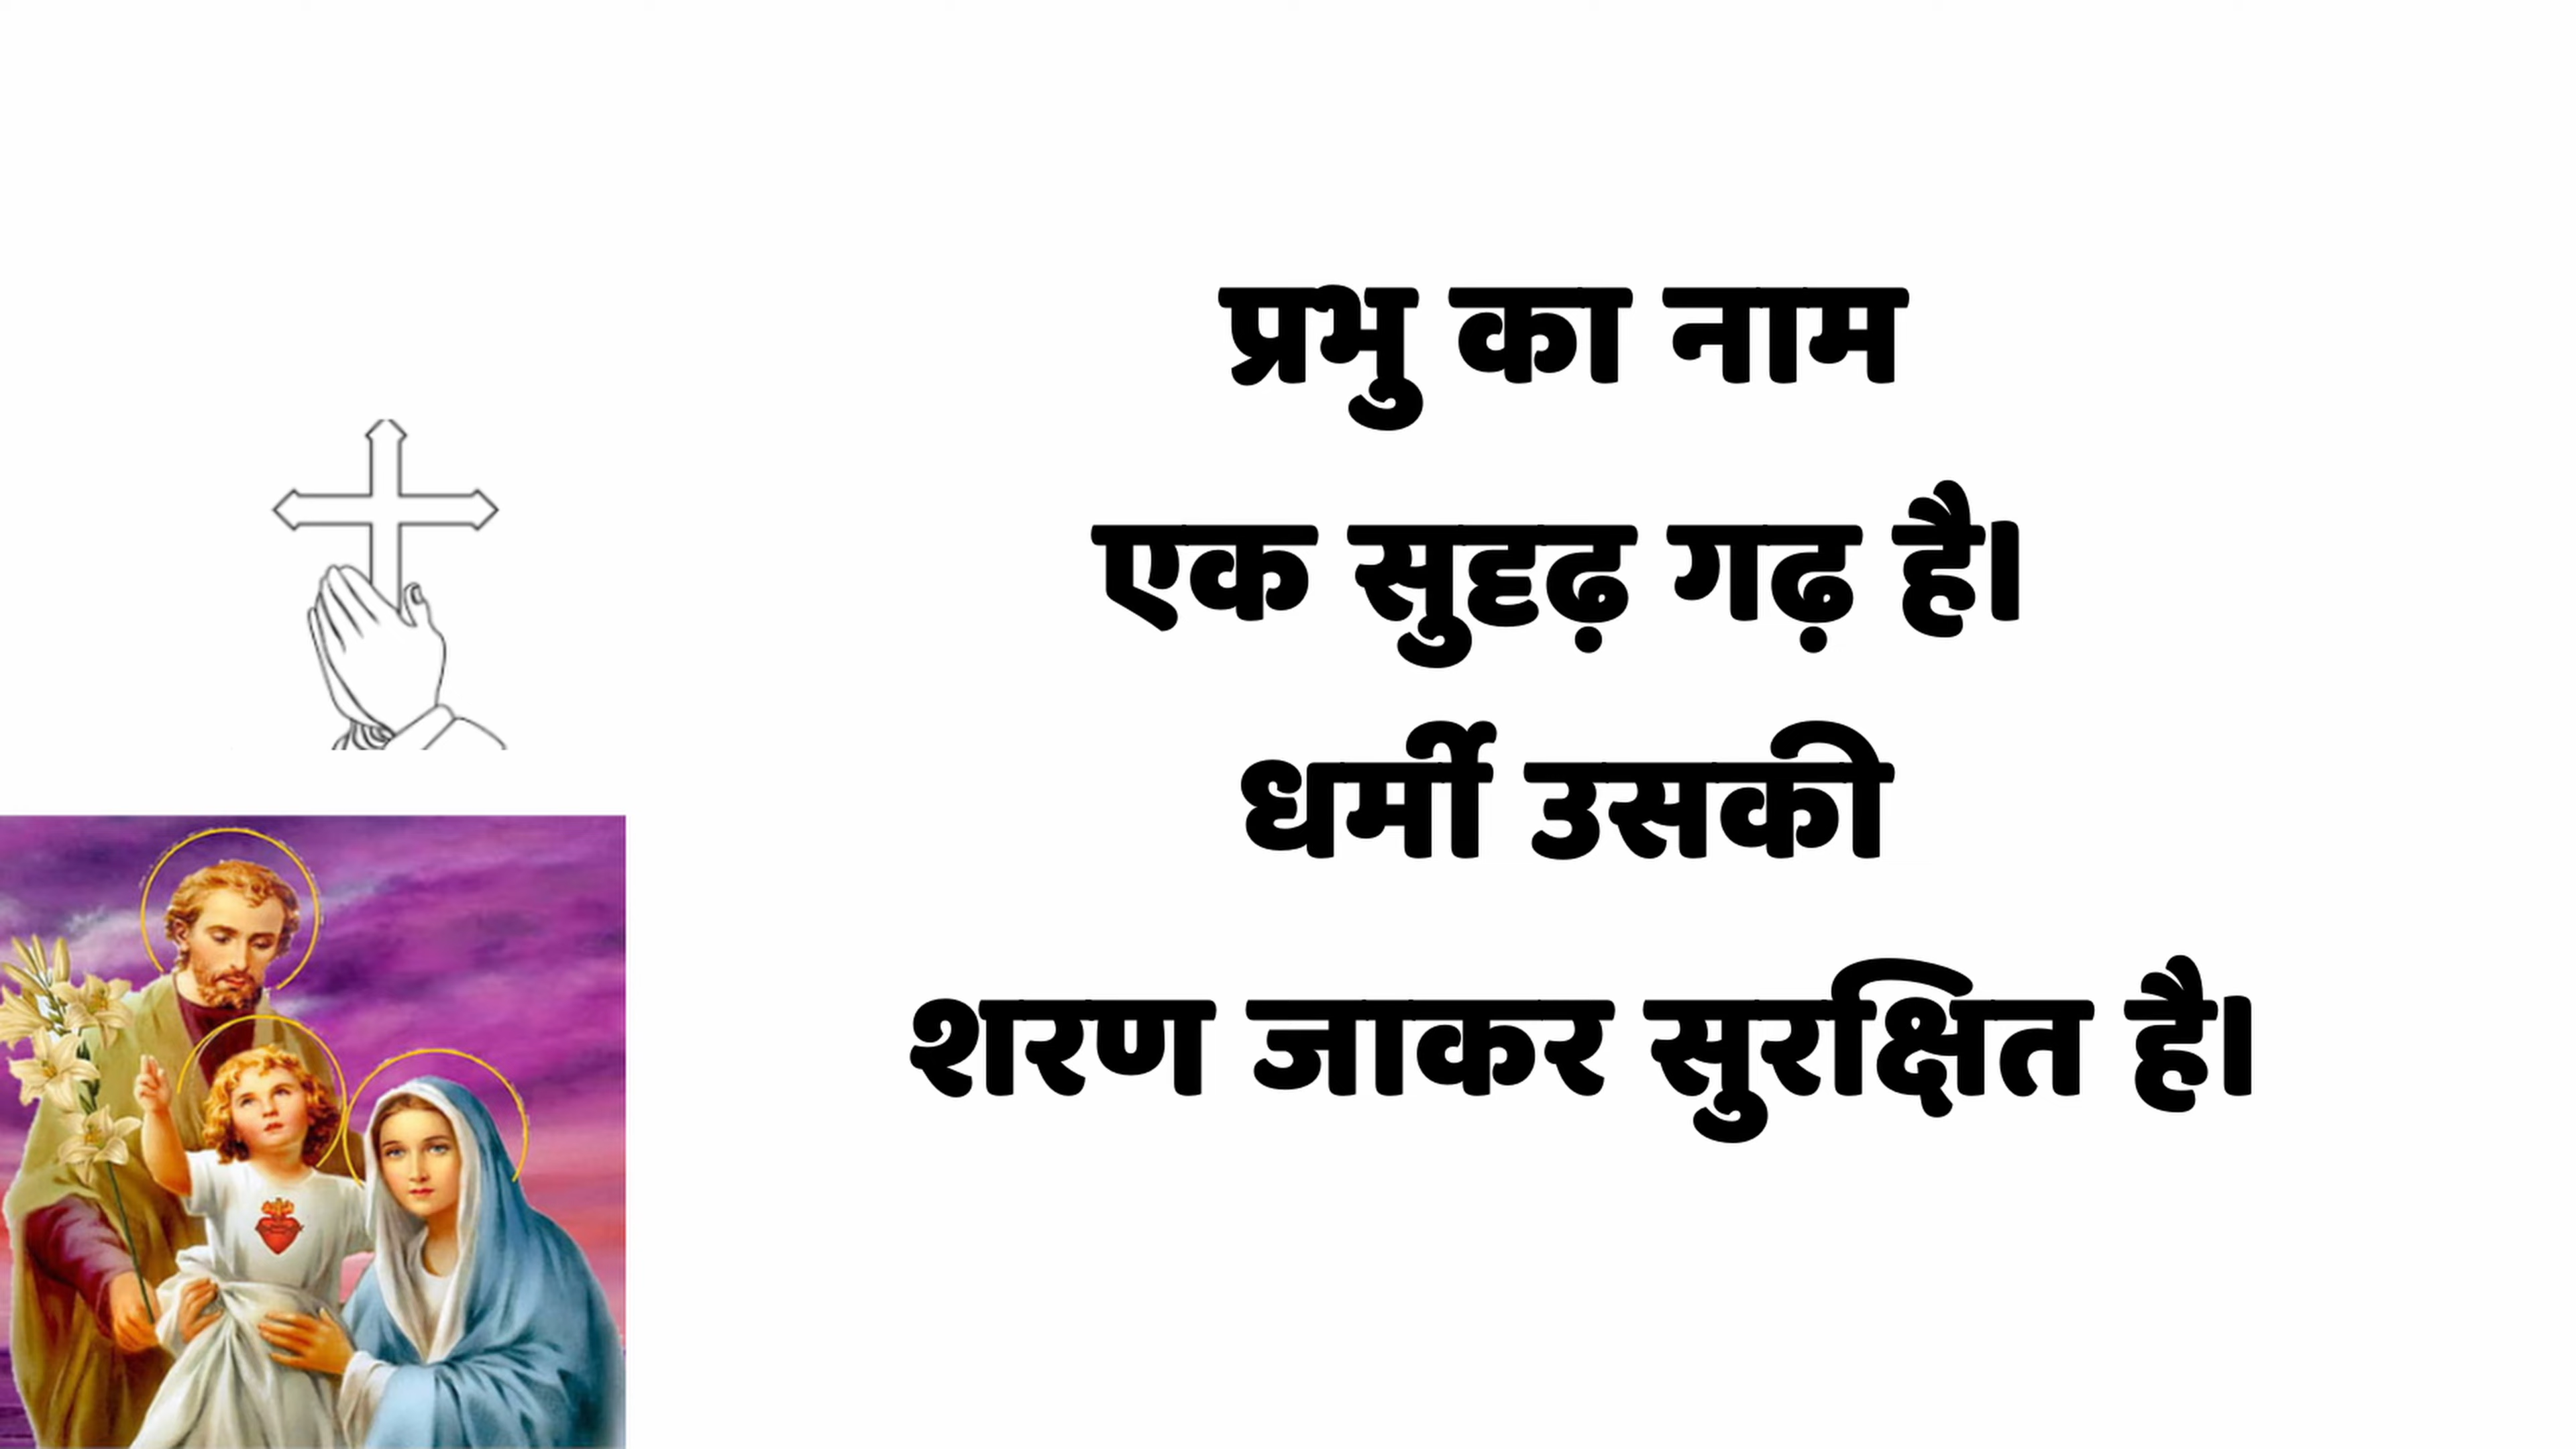 प्रभु का नाम
एक सुदृढ़ गढ़ है।
धर्मी उसकी
शरण जाकर सुरक्षित है।